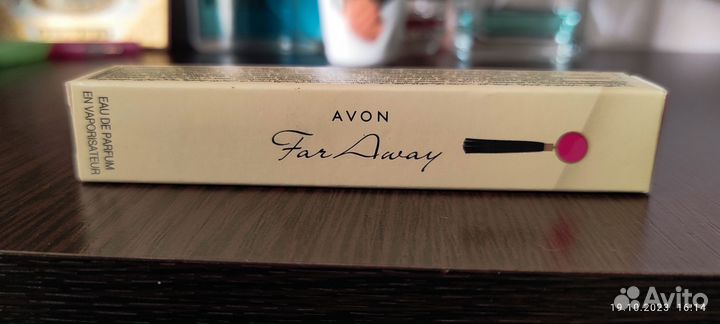 EAU DE PARFUM
EN VAPORISATEUR
AVON
Far Away
Avito
19.10.2023 16:14